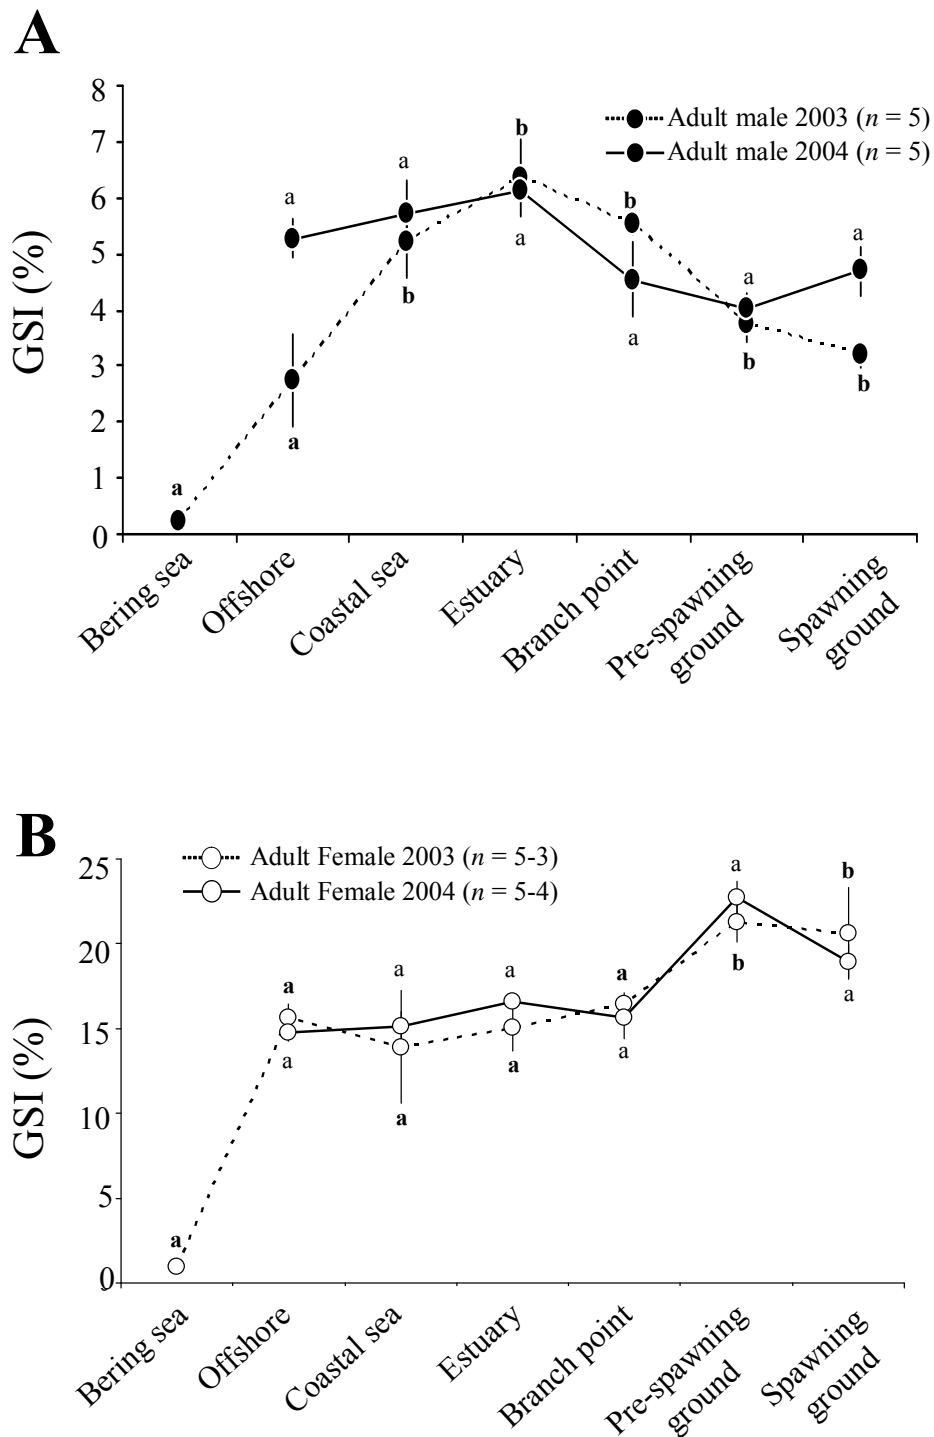 A
8
7
6
5
4
3
2
1
0
GSI (%)
Adult male 2003 (n = 5)
Adult male 2004 (n = 5)
a
a
a
a
b
b
a
b
a
a
b
a
b
Bering sea
Offshore
Coastal sea
Estuary
Branch point
Pre-spawning
ground
Spawning
ground
B
25
20
15
10
5
0
GSI (%)
Adult Female 2003 (n = 5-3)
Adult Female 2004 (n = 5-4)
a
a
a
a
a
a
a
a
a
a
b
b
a
Bering sea
Offshore
Coastal sea
Estuary
Branch point
Pre-spawning
ground
Spawning
ground